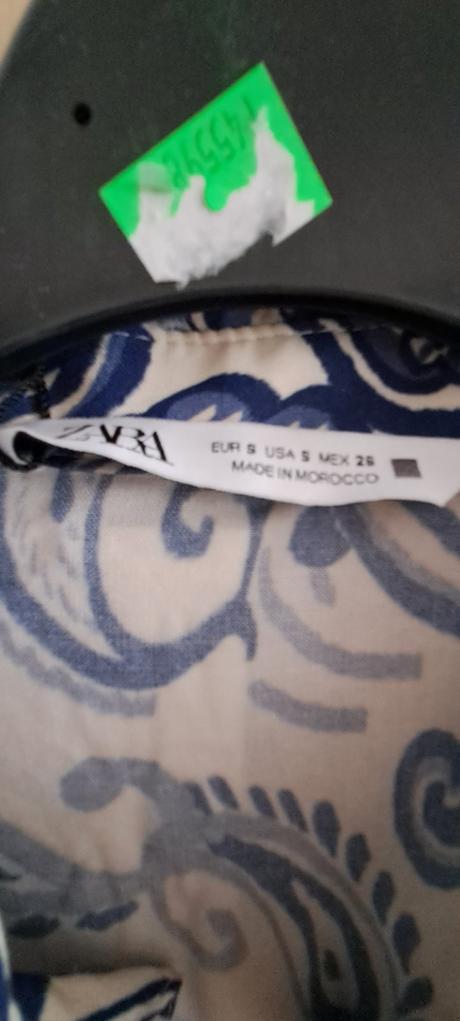 ZARA
EUR S USA S MEX 26
MADE IN MOROCCO